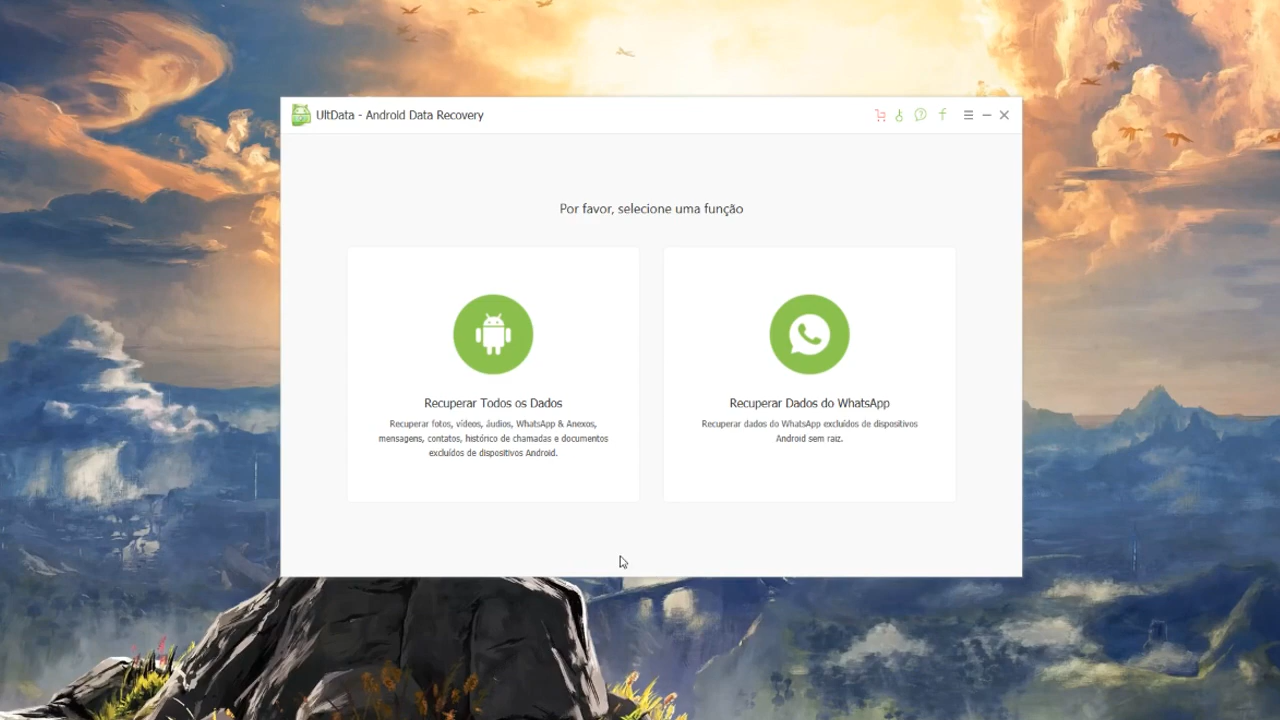 UltData - Android Data Recovery
Por favor, selecione uma função
Recuperar Todos os Dados
Recuperar fotos, vídeos, áudios, WhatsApp & Anexos,
mensagens, contatos, histórico de chamadas e documentos
excluídos de dispositivos Android.
Recuperar Dados do WhatsApp
Recuperar dados do WhatsApp excluídos de dispositivos
Android sem raiz.